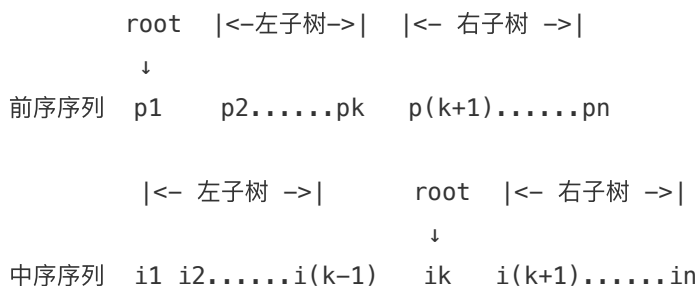 root |<-左子树->| |<- 右子树 ->|
↓
前序序列 p1 p2......pk p(k+1)......pn
|<- 左子树 ->| root |<- 右子树 ->|
↓
中序序列 i1 i2......i(k-1) ik i(k+1)......in